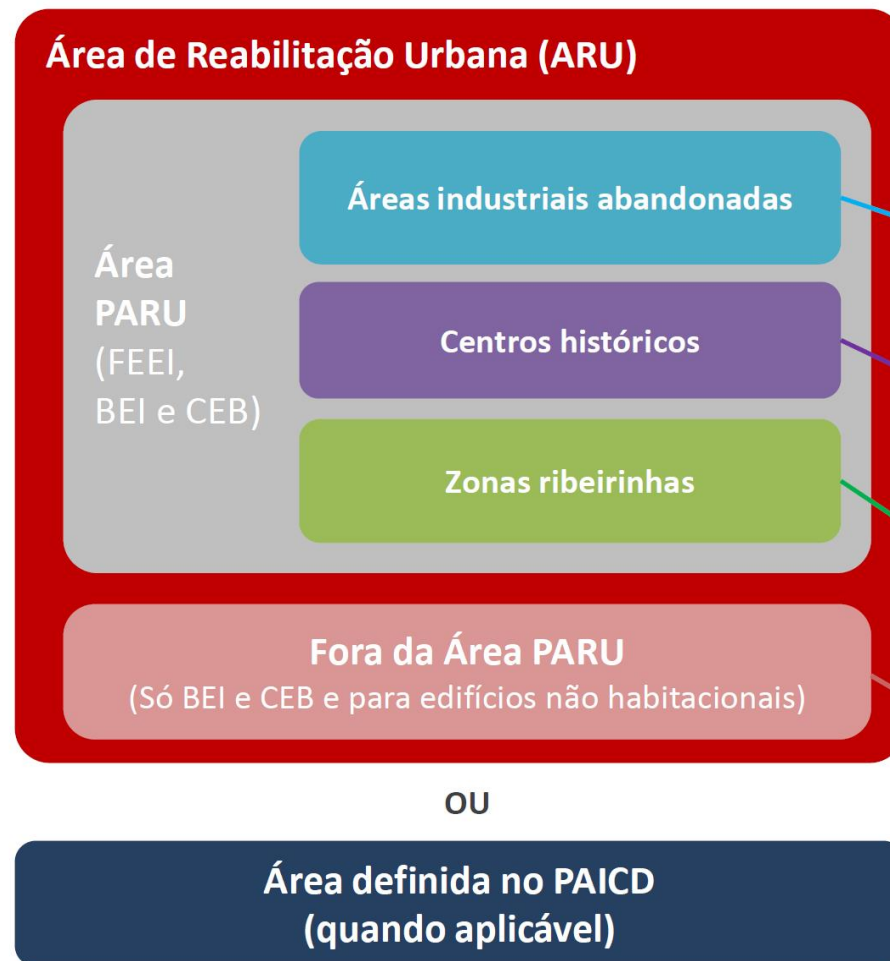 Área de Reabilitação Urbana (ARU)
Áreas industriais abandonadas
Área
PARU
(FEEI,
BEI e CEB)
Centros históricos
Zonas ribeirinhas
Fora da Área PARU
(Só BEI e CEB e para edifícios não habitacionais)
OU
Área definida no PAICD
(quando aplicável)